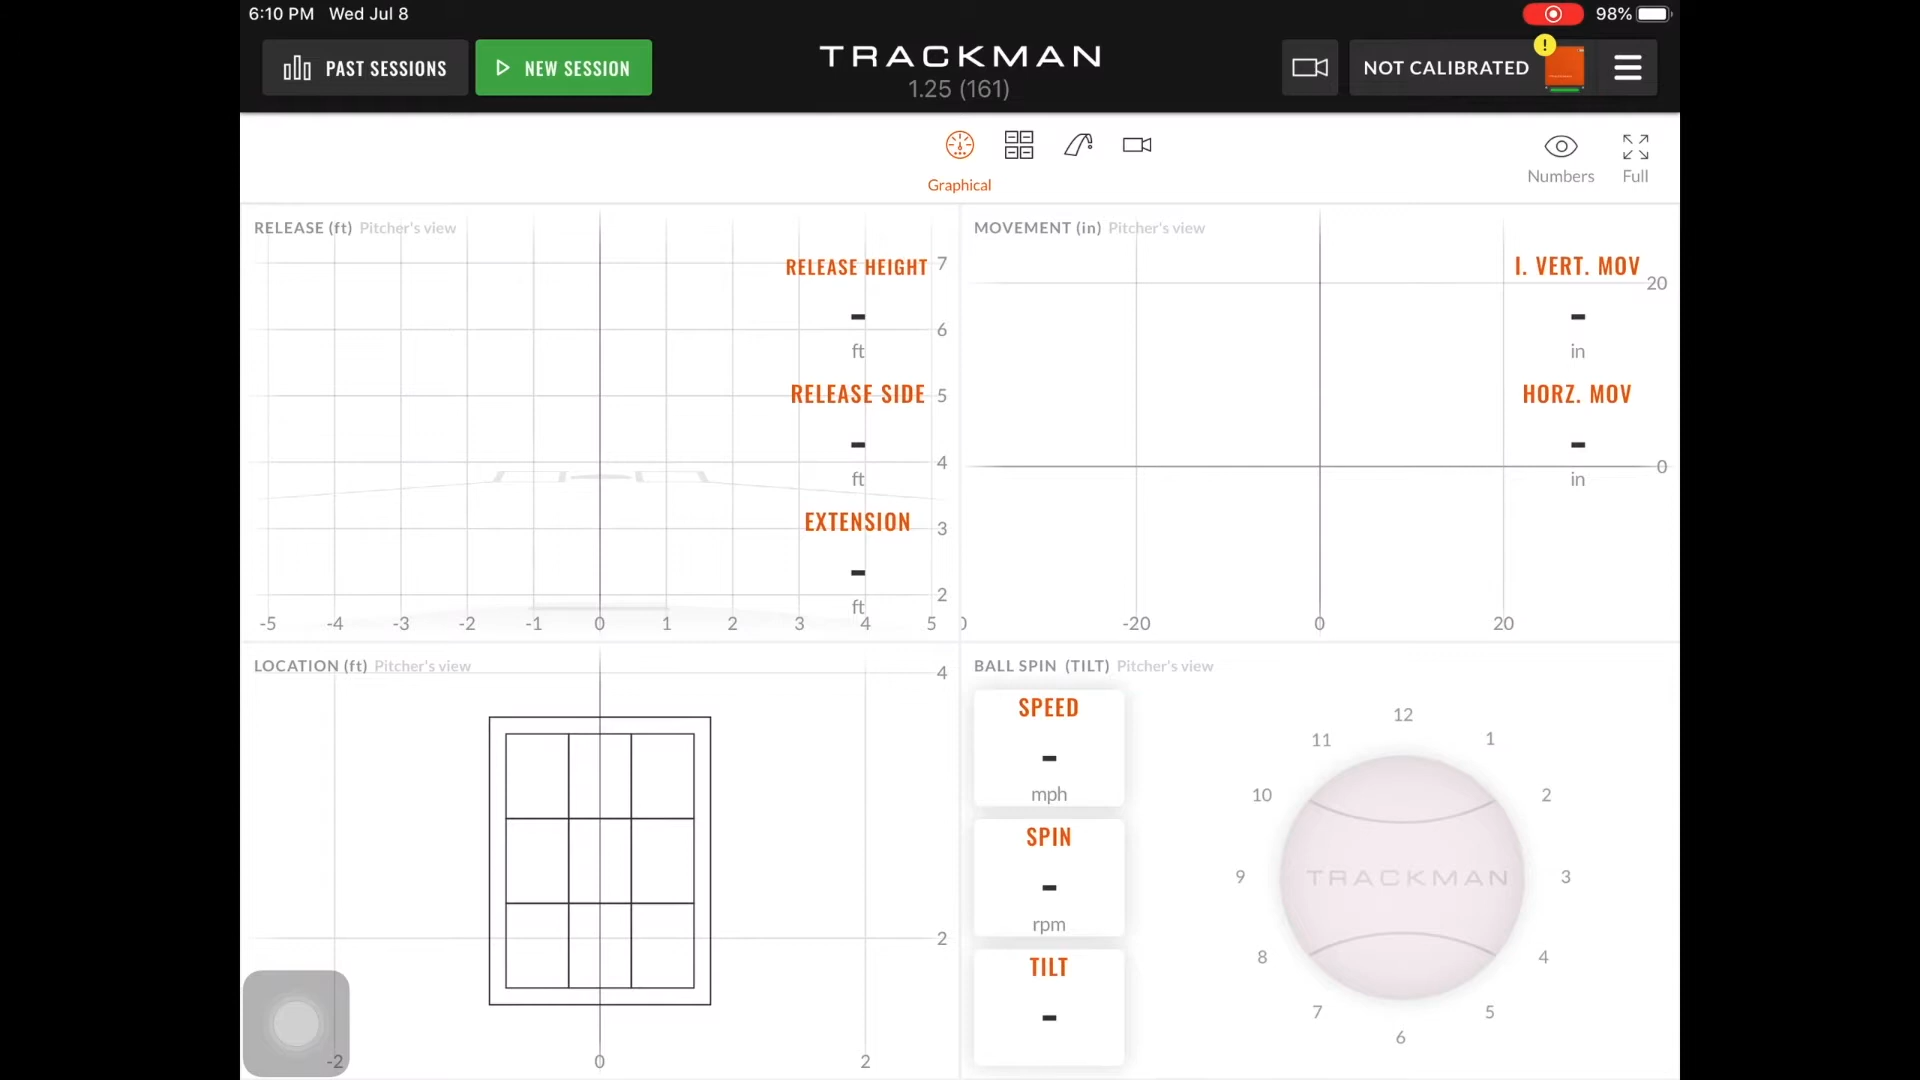 6:10 PM Wed Jul 8
98%
PAST SESSIONS
NEW SESSION
TRACKMAN
1.25 (161)
NOT CALIBRATED
!
Graphical
Numbers
Full
RELEASE (ft) Pitcher's view
RELEASE HEIGHT
-
ft
RELEASE SIDE
-
ft
EXTENSION
-
ft
7
6
5
4
3
2
-5 -4 -3 -2 -1 0 1 2 3 4 5
MOVEMENT (in) Pitcher's view
I. VERT. MOV
-
in
HORZ. MOV
-
in
20
0
-20 0 20
LOCATION (ft) Pitcher's view
4
2
-2 0 2
BALL SPIN (TILT) Pitcher's view
SPEED
-
mph
SPIN
-
rpm
TILT
-
12
1
2
3
4
5
6
7
8
9
10
11
TRACKMAN